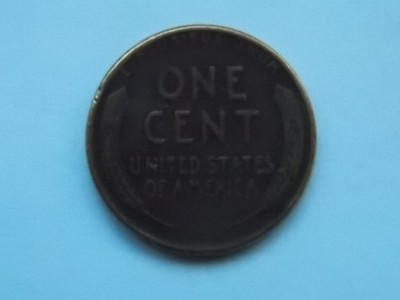 ONE
CENT
UNITED STATES
OF AMERICA